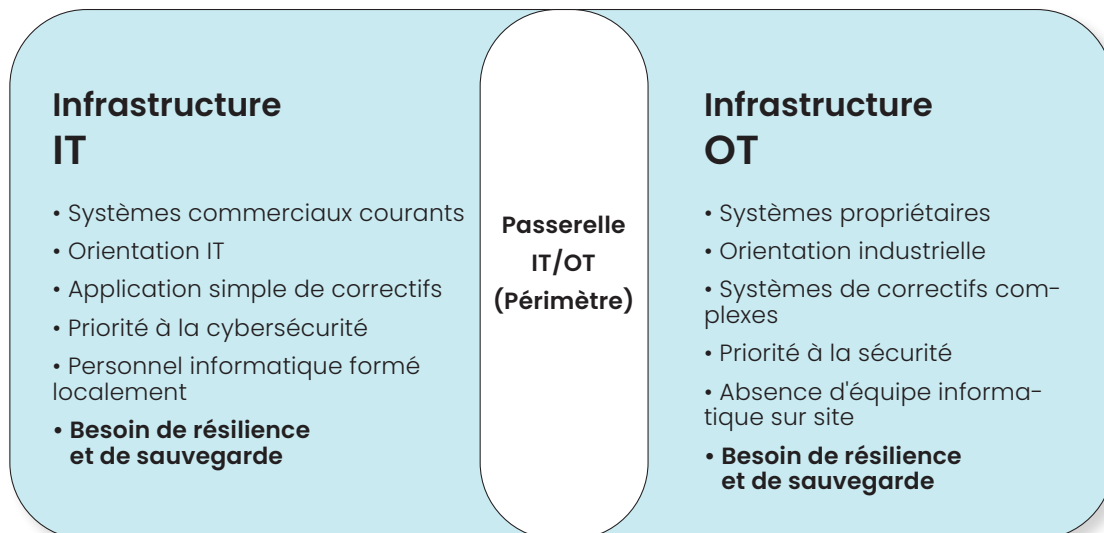 Infrastructure
IT
• Systèmes commerciaux courants
• Orientation IT
• Application simple de correctifs
• Priorité à la cybersécurité
• Personnel informatique formé
localement
• Besoin de résilience
et de sauvegarde
Passerelle
IT/OT
(Périmètre)
Infrastructure
OT
• Systèmes propriétaires
• Orientation industrielle
• Systèmes de correctifs com-
plexes
• Priorité à la sécurité
• Absence d'équipe informa-
tique sur site
• Besoin de résilience
et de sauvegarde